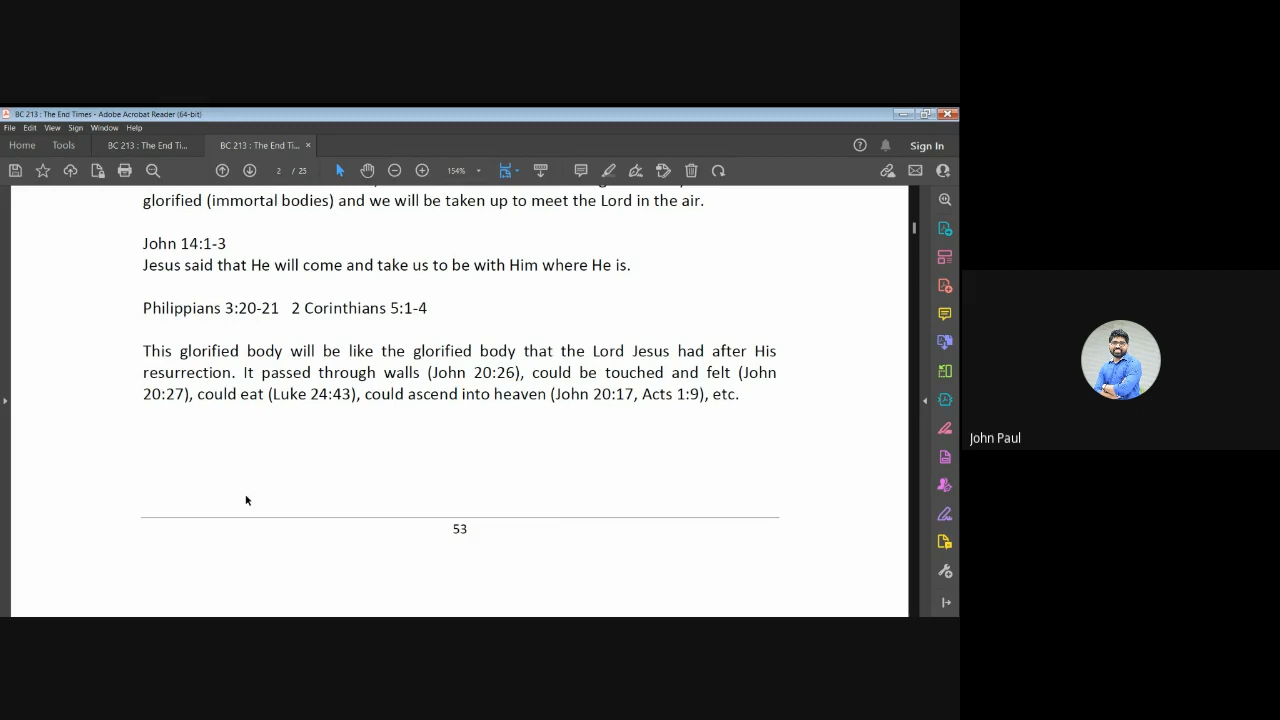 BC 213 : The End Times - Adobe Acrobat Reader (64-bit)
File Edit View Sign Window Help
Home Tools BC 213 : The End Ti... BC 213 : The End Ti... × Sign In
2 / 25 154%
glorified (immortal bodies) and we will be taken up to meet the Lord in the air.
John 14:1-3
Jesus said that He will come and take us to be with Him where He is.
Philippians 3:20-21 2 Corinthians 5:1-4
This glorified body will be like the glorified body that the Lord Jesus had after His
resurrection. It passed through walls (John 20:26), could be touched and felt (John
20:27), could eat (Luke 24:43), could ascend into heaven (John 20:17, Acts 1:9), etc.
53
John Paul